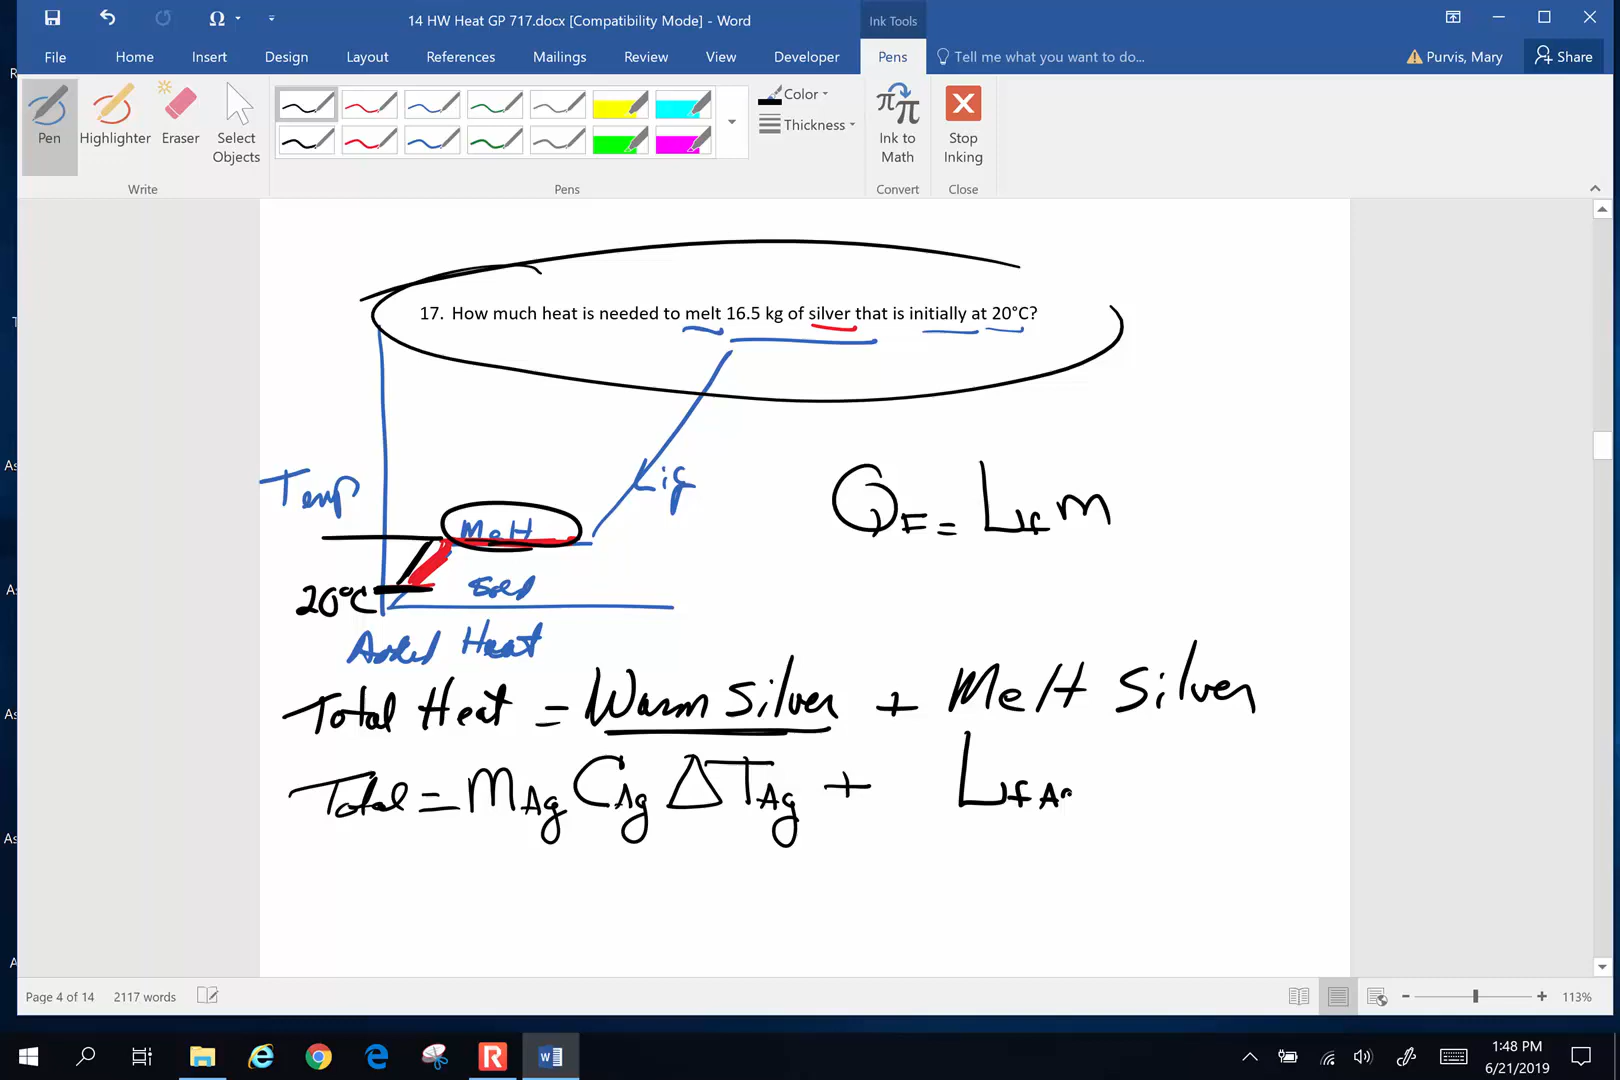 14 HW Heat GP 717.docx [Compatibility Mode] - Word
Ink Tools
File Home Insert Design Layout References Mailings Review View Developer Pens Tell me what you want to do... Purvis, Mary Share
Pen Highlighter Eraser Select Objects
Color
Thickness
Ink to Math
Stop Inking
Write Pens Convert Close
17. How much heat is needed to melt 16.5 kg of silver that is initially at 20°C?
Temp
Liq
Melt
20°C
Added Heat
Q_F = L_f m
Total Heat = Warm Silver + Melt Silver
Total = m_Ag C_Ag ΔT_Ag + L_f
Page 4 of 14 2117 words 113%
1:48 PM
6/21/2019